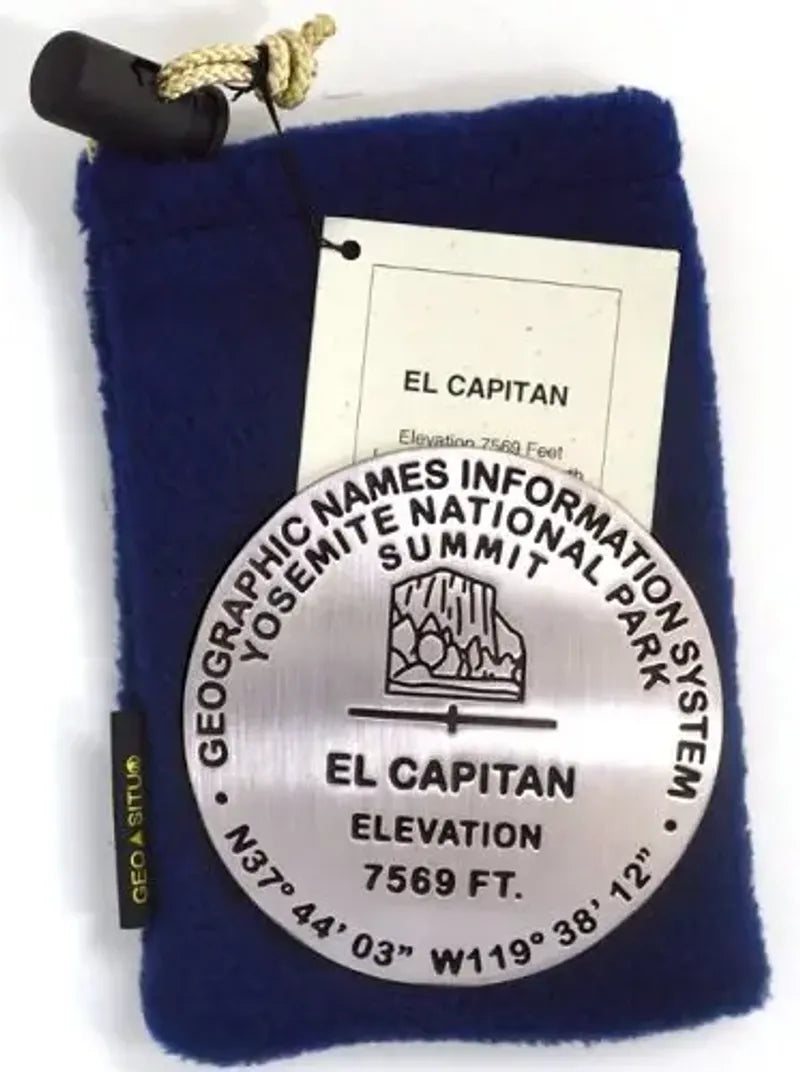 EL CAPITAN
Elevation 7569 Feet
GEOGRAPHIC NAMES INFORMATION SYSTEM
YOSEMITE NATIONAL PARK
SUMMIT
EL CAPITAN
ELEVATION
7569 FT.
N37° 44' 03" W119° 38' 12"
GEO▲SITU®